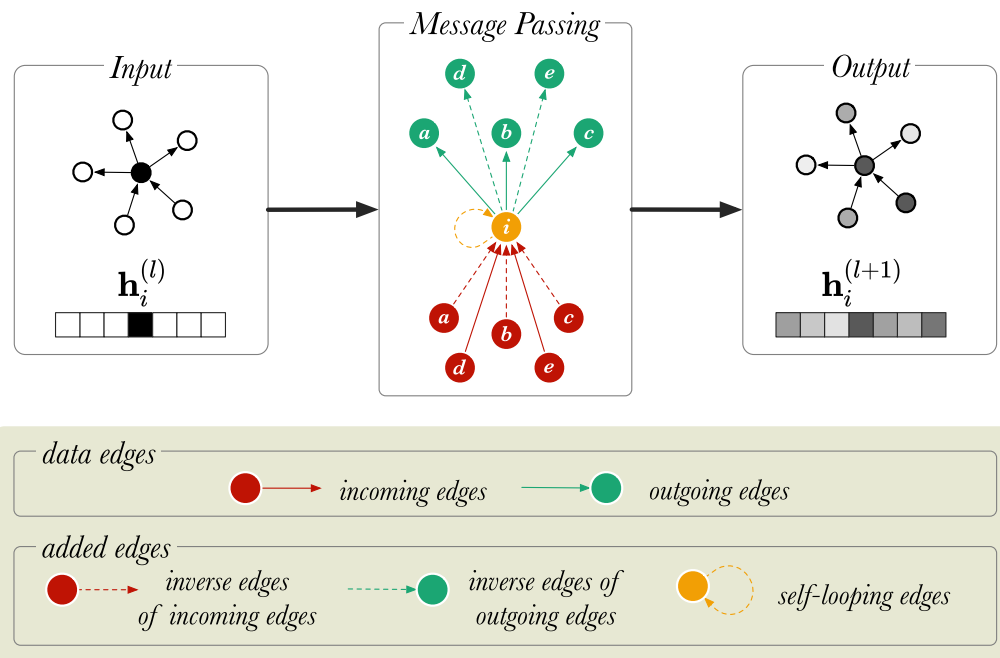 Message Passing
Input
Output
d e
a b c
i
a b c
d e
h_i^{(l)}
h_i^{(l+1)}
data edges
incoming edges
outgoing edges
added edges
inverse edges
of incoming edges
inverse edges of
outgoing edges
self-looping edges